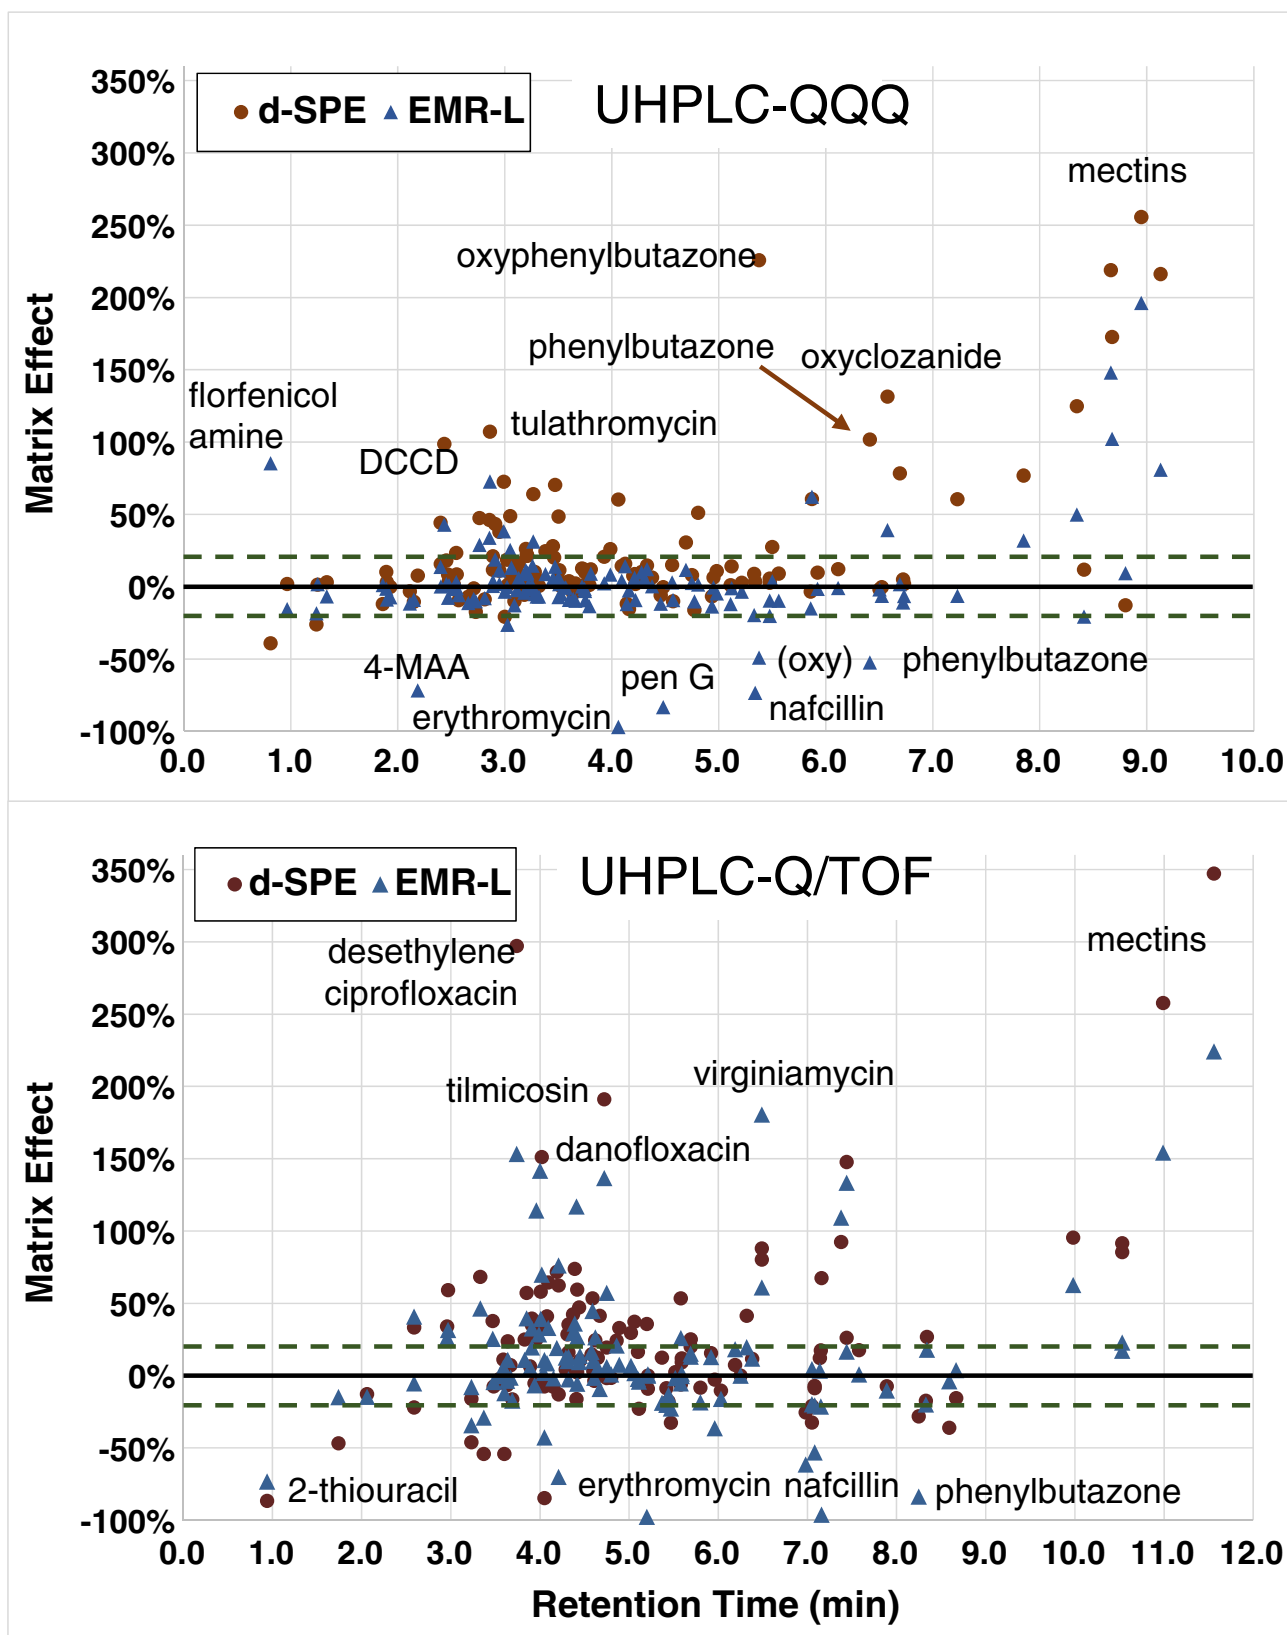 UHPLC-QQQ
d-SPE EMR-L
350%
300%
250%
200%
150%
100%
50%
0%
-50%
-100%
Matrix Effect
mectins
oxyphenylbutazone
phenylbutazone
oxyclozanide
florfenicol
amine
tulathromycin
DCCD
4-MAA
erythromycin
pen G
(oxy)
phenylbutazone
nafcillin
0.0 1.0 2.0 3.0 4.0 5.0 6.0 7.0 8.0 9.0 10.0
UHPLC-Q/TOF
d-SPE EMR-L
350%
300%
250%
200%
150%
100%
50%
0%
-50%
-100%
Matrix Effect
desethylene
ciprofloxacin
mectins
tilmicosin
virginiamycin
danofloxacin
2-thiouracil
erythromycin
nafcillin
phenylbutazone
0.0 1.0 2.0 3.0 4.0 5.0 6.0 7.0 8.0 9.0 10.0 11.0 12.0
Retention Time (min)